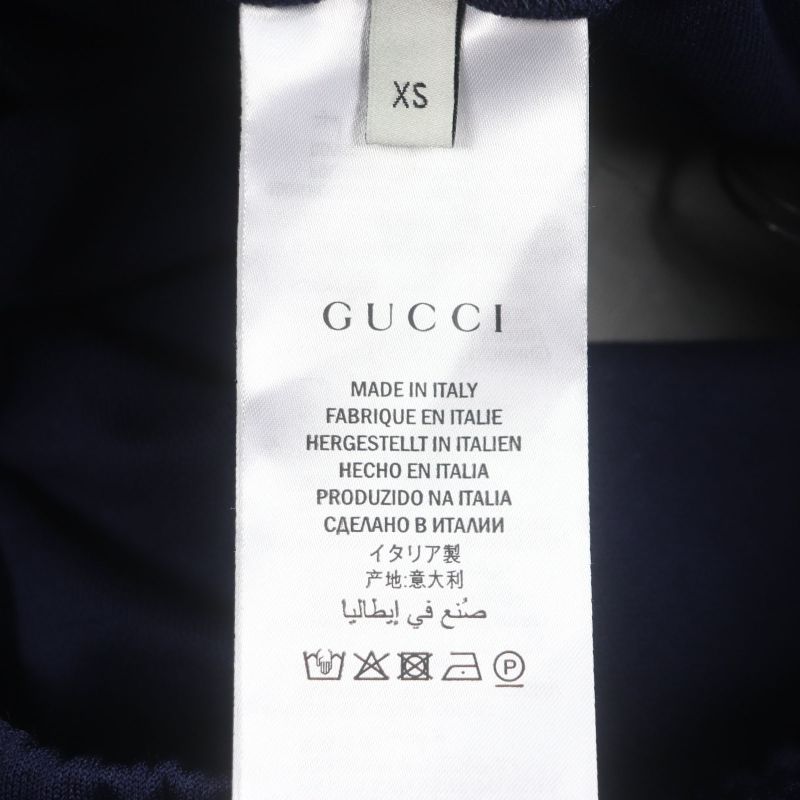 XS
GUCCI
MADE IN ITALY
FABRIQUE EN ITALIE
HERGESTELLT IN ITALIEN
HECHO EN ITALIA
PRODUZIDO NA ITALIA
СДЕЛАНО В ИТАЛИИ
イタリア製
产地:意大利
صُنع في إيطاليا
P